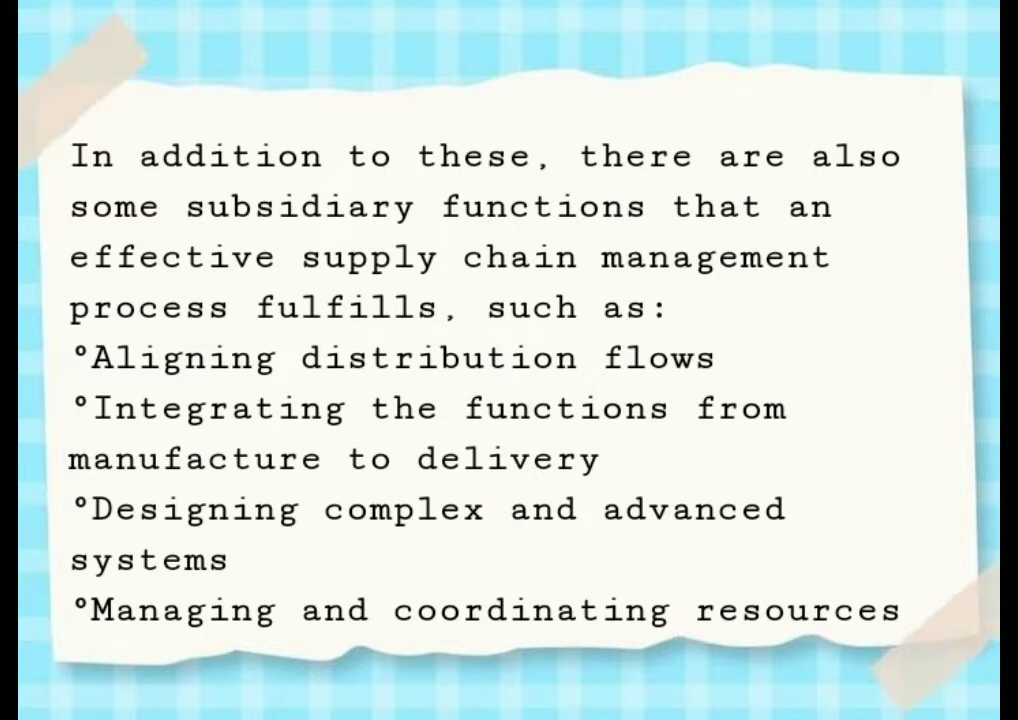 In addition to these, there are also
some subsidiary functions that an
effective supply chain management
process fulfills, such as:
°Aligning distribution flows
°Integrating the functions from
manufacture to delivery
°Designing complex and advanced
systems
°Managing and coordinating resources